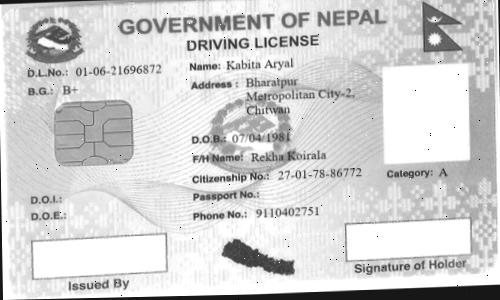 GOVERNMENT OF NEPAL
DRIVING LICENSE
D.L.No.: 01-06-21696872
B.G.: B+
Name: Kabita Aryal
Address : Bharatpur
Metropolitan City-2,
Chitwan
D.O.B.: 07/04/1981
F/H Name: Rekha Koirala
Citizenship No.: 27-01-78-86772
Category: A
Passport No.:
Phone No.: 9110402751
D.O.I.:
D.O.E.:
Issued By
Signature of Holder